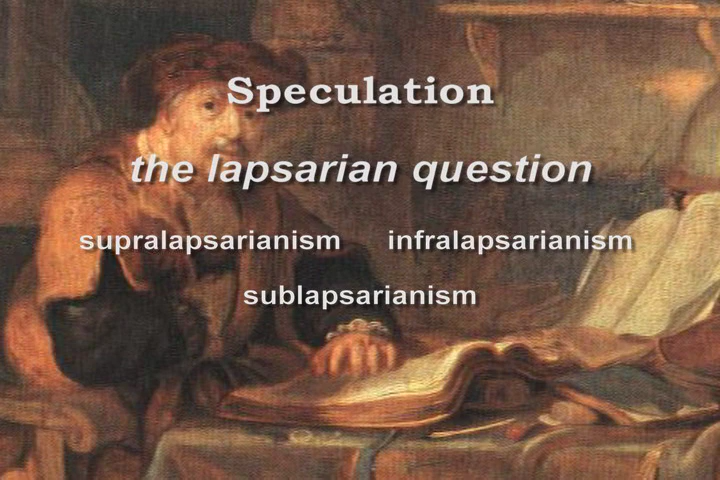 Speculation
the lapsarian question
supralapsarianism infralapsarianism
sublapsarianism